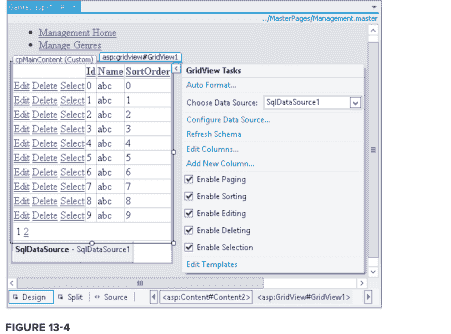 ../MasterPages/Management.master
Management Home
Manage Genres
cpMainContent (Custom)
asp:gridview#GridView1
Id Name SortOrder
Edit Delete Select 0 abc 0
Edit Delete Select 1 abc 1
Edit Delete Select 2 abc 2
Edit Delete Select 3 abc 3
Edit Delete Select 4 abc 4
Edit Delete Select 5 abc 5
Edit Delete Select 6 abc 6
Edit Delete Select 7 abc 7
Edit Delete Select 8 abc 8
Edit Delete Select 9 abc 9
1 2
SqlDataSource - SqlDataSource1
GridView Tasks
Auto Format...
Choose Data Source: SqlDataSource1
Configure Data Source...
Refresh Schema
Edit Columns...
Add New Column...
Enable Paging
Enable Sorting
Enable Editing
Enable Deleting
Enable Selection
Edit Templates
Design Split Source <asp:Content#Content2> <asp:GridView#GridView1>
FIGURE 13-4